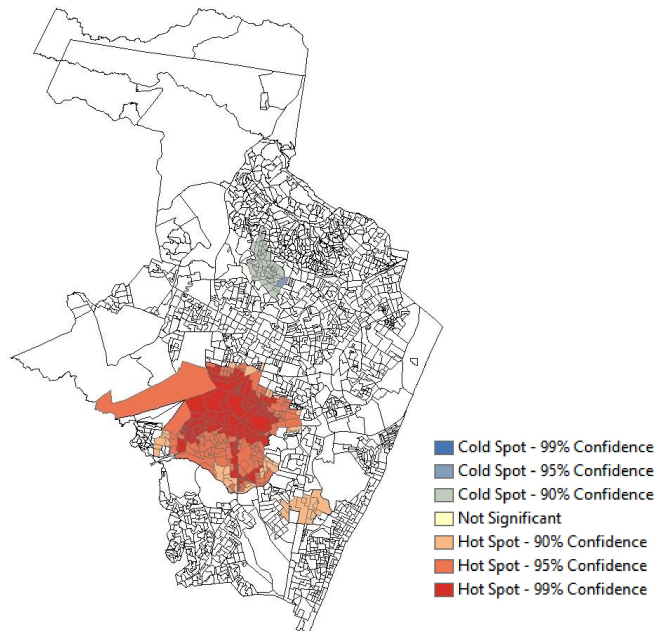 Cold Spot - 99% Confidence
Cold Spot - 95% Confidence
Cold Spot - 90% Confidence
Not Significant
Hot Spot - 90% Confidence
Hot Spot - 95% Confidence
Hot Spot - 99% Confidence